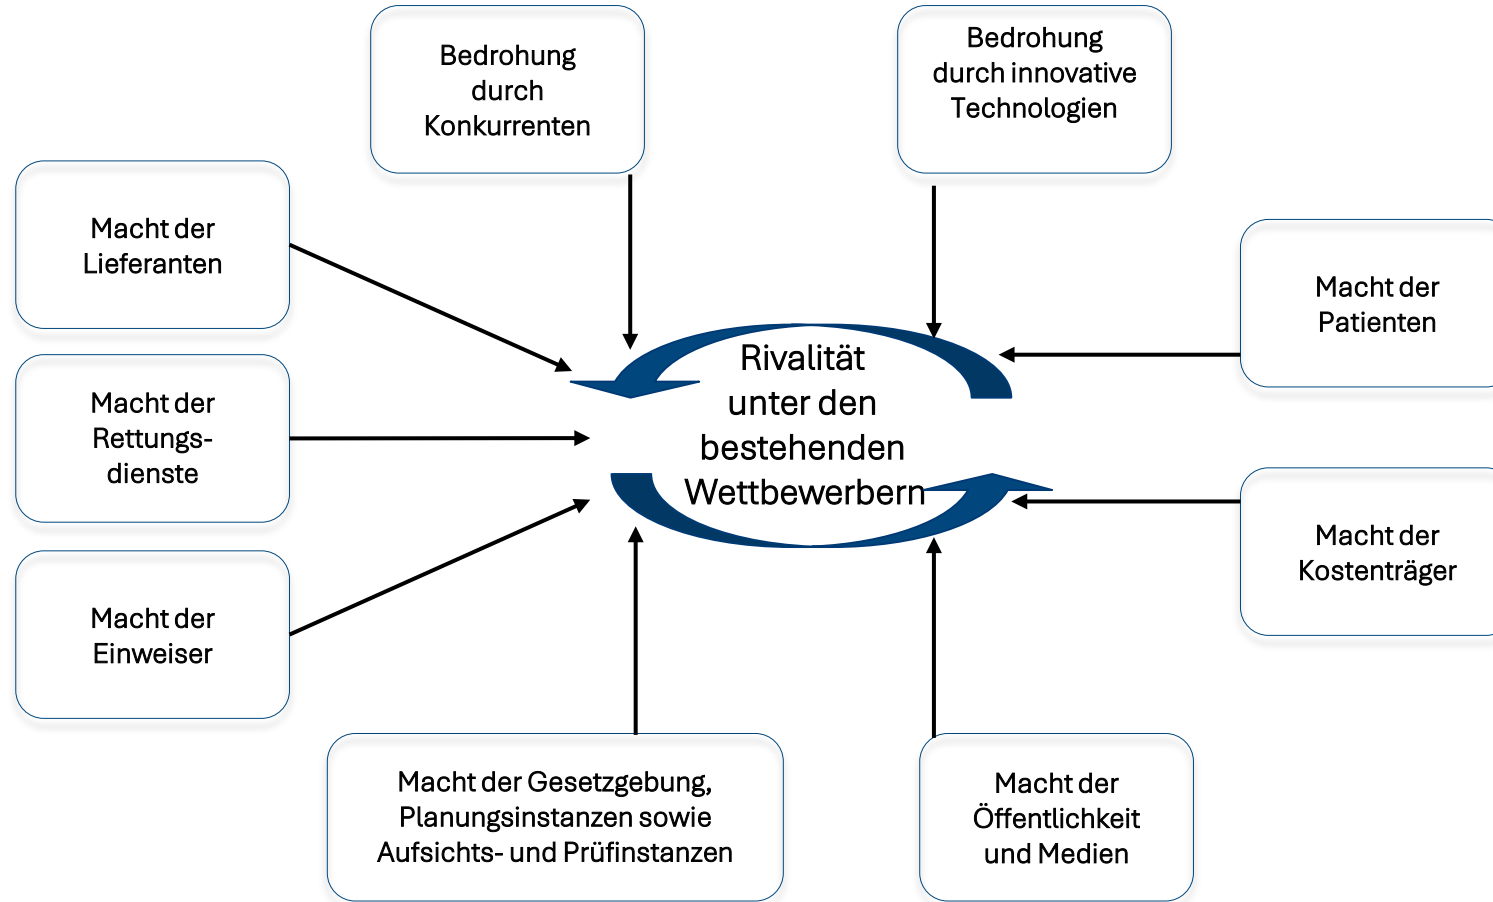 Bedrohung
durch
Konkurrenten
Bedrohung
durch innovative
Technologien
Macht der
Lieferanten
Macht der
Patienten
Rivalität
unter den
bestehenden
Wettbewerbern
Macht der
Rettungs-
dienste
Macht der
Kostenträger
Macht der
Einweiser
Macht der Gesetzgebung,
Planungsinstanzen sowie
Aufsichts- und Prüfinstanzen
Macht der
Öffentlichkeit
und Medien